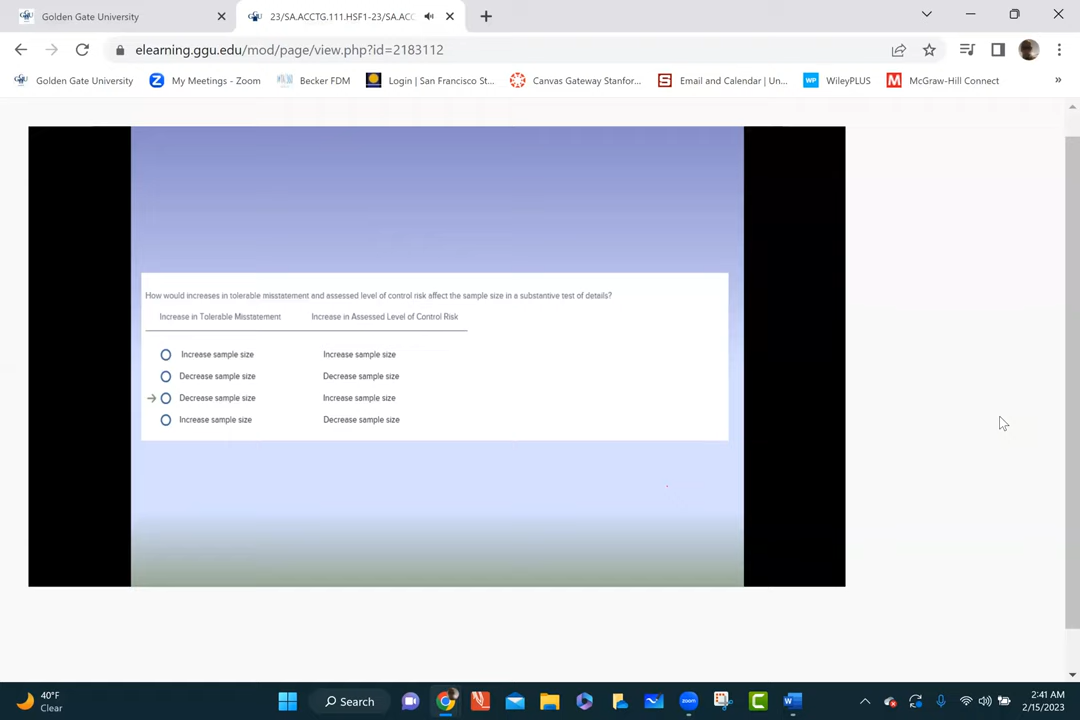 Golden Gate University
23/SA.ACCTG.111.HSF1-23/SA.ACC
elearning.ggu.edu/mod/page/view.php?id=2183112
Golden Gate University
My Meetings - Zoom
Becker FDM
Login | San Francisco St...
Canvas Gateway Stanfor...
Email and Calendar | Un...
WP
WileyPLUS
M
McGraw-Hill Connect
»
How would increases in tolerable misstatement and assessed level of control risk affect the sample size in a substantive test of details?
Increase in Tolerable Misstatement Increase in Assessed Level of Control Risk
Increase sample size Increase sample size
Decrease sample size Decrease sample size
Decrease sample size Increase sample size
Increase sample size Decrease sample size
40°F
Clear
Search
zoom
2:41 AM
2/15/2023